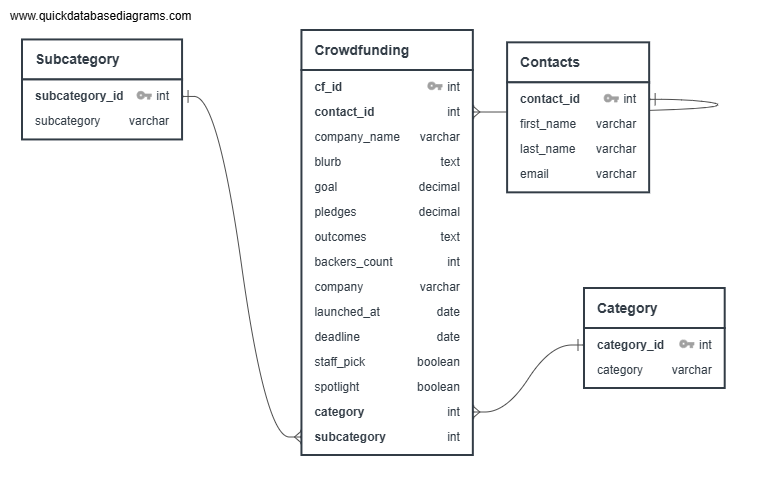 www.quickdatabasediagrams.com
Subcategory
subcategory_id int
subcategory varchar
Crowdfunding
cf_id int
contact_id int
company_name varchar
blurb text
goal decimal
pledges decimal
outcomes text
backers_count int
company varchar
launched_at date
deadline date
staff_pick boolean
spotlight boolean
category int
subcategory int
Contacts
contact_id int
first_name varchar
last_name varchar
email varchar
Category
category_id int
category varchar